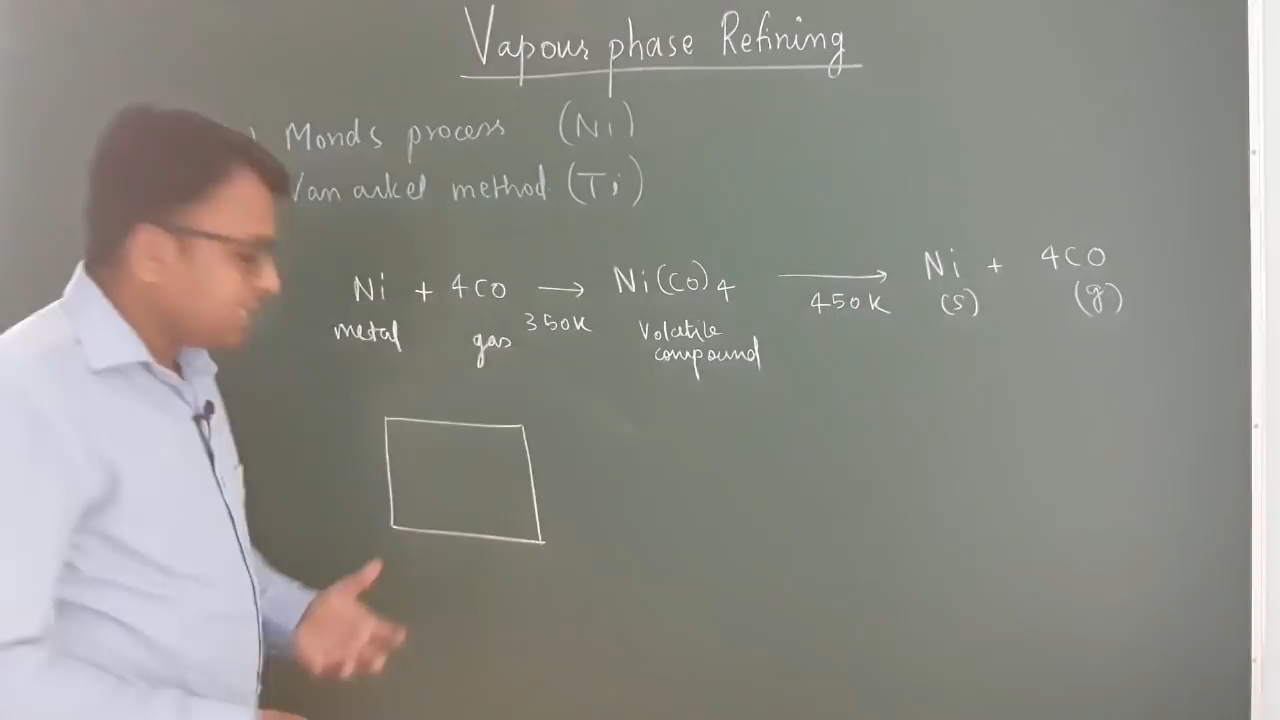 Vapour phase Refining
Monds process (Ni)
Van arkel method (Ti)
Ni + 4CO → Ni(CO)4 → Ni + 4CO
350K 450K (s) (g)
metal gas Volatile
compound